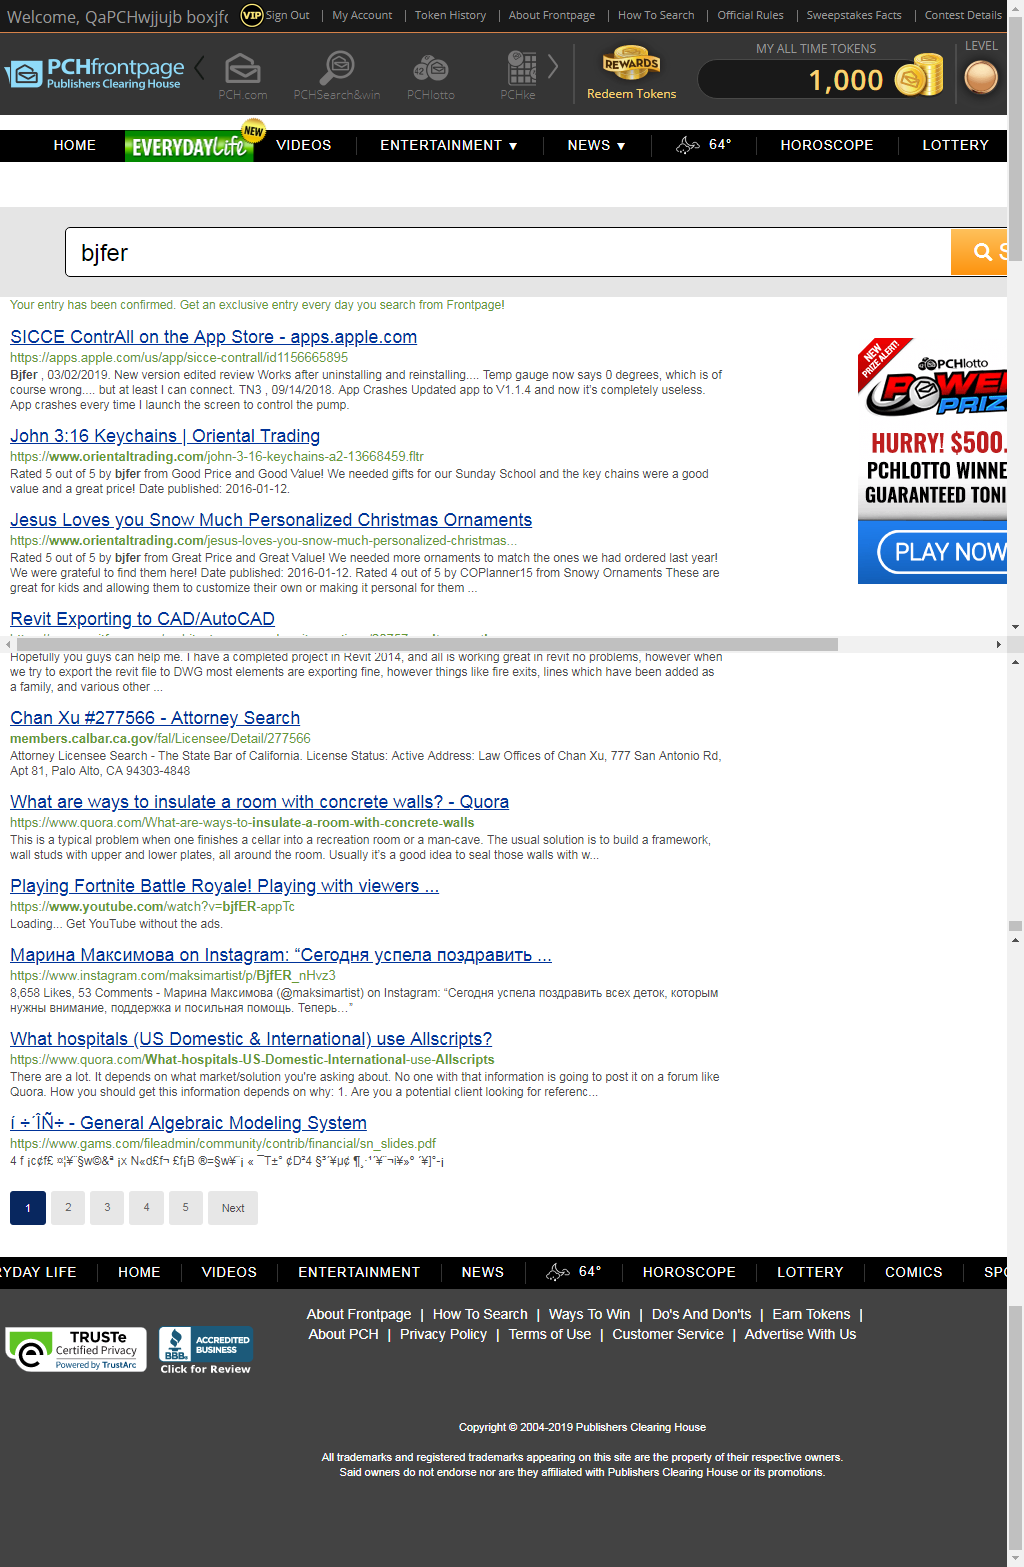 Welcome, QaPCHwjjujb boxjfc VIP Sign Out | My Account | Token History | About Frontpage | How To Search | Official Rules | Sweepstakes Facts | Contest Details
PCHfrontpage
Publishers Clearing House
PCH.com PCHSearch&win PCHlotto PCHke
REWARDS
Redeem Tokens
MY ALL TIME TOKENS
1,000
LEVEL
HOME EVERYDAY Life NEW VIDEOS ENTERTAINMENT ▼ NEWS ▼ 64° HOROSCOPE LOTTERY
bjfer S
Your entry has been confirmed. Get an exclusive entry every day you search from Frontpage!
SICCE ContrAll on the App Store - apps.apple.com
https://apps.apple.com/us/app/sicce-contrall/id1156665895
Bjfer , 03/02/2019. New version edited review Works after uninstalling and reinstalling.... Temp gauge now says 0 degrees, which is of
course wrong.... but at least I can connect. TN3 , 09/14/2018. App Crashes Updated app to V1.1.4 and now it's completely useless.
App crashes every time I launch the screen to control the pump.
John 3:16 Keychains | Oriental Trading
https://www.orientaltrading.com/john-3-16-keychains-a2-13668459.fltr
Rated 5 out of 5 by bjfer from Good Price and Good Value! We needed gifts for our Sunday School and the key chains were a good
value and a great price! Date published: 2016-01-12.
Jesus Loves you Snow Much Personalized Christmas Ornaments
https://www.orientaltrading.com/jesus-loves-you-snow-much-personalized-christmas...
Rated 5 out of 5 by bjfer from Great Price and Great Value! We needed more ornaments to match the ones we had ordered last year!
We were grateful to find them here! Date published: 2016-01-12. Rated 4 out of 5 by COPlanner15 from Snowy Ornaments These are
great for kids and allowing them to customize their own or making it personal for them ...
Revit Exporting to CAD/AutoCAD
NEW PRIZE ALERT!
PCHlotto
POWER
PRIZ
HURRY! $500,
PCHLOTTO WINNE
GUARANTEED TONI
PLAY NOW
Hopefully you guys can help me. I have a completed project in Revit 2014, and all is working great in revit no problems, however when
we try to export the revit file to DWG most elements are exporting fine, however things like fire exits, lines which have been added as
a family, and various other ...
Chan Xu #277566 - Attorney Search
members.calbar.ca.gov/fal/Licensee/Detail/277566
Attorney Licensee Search - The State Bar of California. License Status: Active Address: Law Offices of Chan Xu, 777 San Antonio Rd,
Apt 81, Palo Alto, CA 94303-4848
What are ways to insulate a room with concrete walls? - Quora
https://www.quora.com/What-are-ways-to-insulate-a-room-with-concrete-walls
This is a typical problem when one finishes a cellar into a recreation room or a man-cave. The usual solution is to build a framework,
wall studs with upper and lower plates, all around the room. Usually it's a good idea to seal those walls with w...
Playing Fortnite Battle Royale! Playing with viewers ...
https://www.youtube.com/watch?v=bjfER-appTc
Loading... Get YouTube without the ads.
Марина Максимова on Instagram: “Сегодня успела поздравить ...
https://www.instagram.com/maksimartist/p/BjfER_nHvz3
8,658 Likes, 53 Comments - Марина Максимова (@maksimartist) on Instagram: “Сегодня успела поздравить всех деток, которым
нужны внимание, поддержка и посильная помощь. Теперь…”
What hospitals (US Domestic & International) use Allscripts?
https://www.quora.com/What-hospitals-US-Domestic-International-use-Allscripts
There are a lot. It depends on what market/solution you're asking about. No one with that information is going to post it on a forum like
Quora. How you should get this information depends on why: 1. Are you a potential client looking for referenc...
í ÷´ÎÑ÷ - General Algebraic Modeling System
https://www.gams.com/fileadmin/community/contrib/financial/sn_slides.pdf
1 2 3 4 5 Next
RYDAY LIFE HOME VIDEOS ENTERTAINMENT NEWS 64° HOROSCOPE LOTTERY COMICS SPO
About Frontpage | How To Search | Ways To Win | Do's And Don'ts | Earn Tokens |
About PCH | Privacy Policy | Terms of Use | Customer Service | Advertise With Us
TRUSTe
Certified Privacy
Powered by TrustArc
BBB. ACCREDITED BUSINESS
Click for Review
Copyright © 2004-2019 Publishers Clearing House
All trademarks and registered trademarks appearing on this site are the property of their respective owners.
Said owners do not endorse nor are they affiliated with Publishers Clearing House or its promotions.